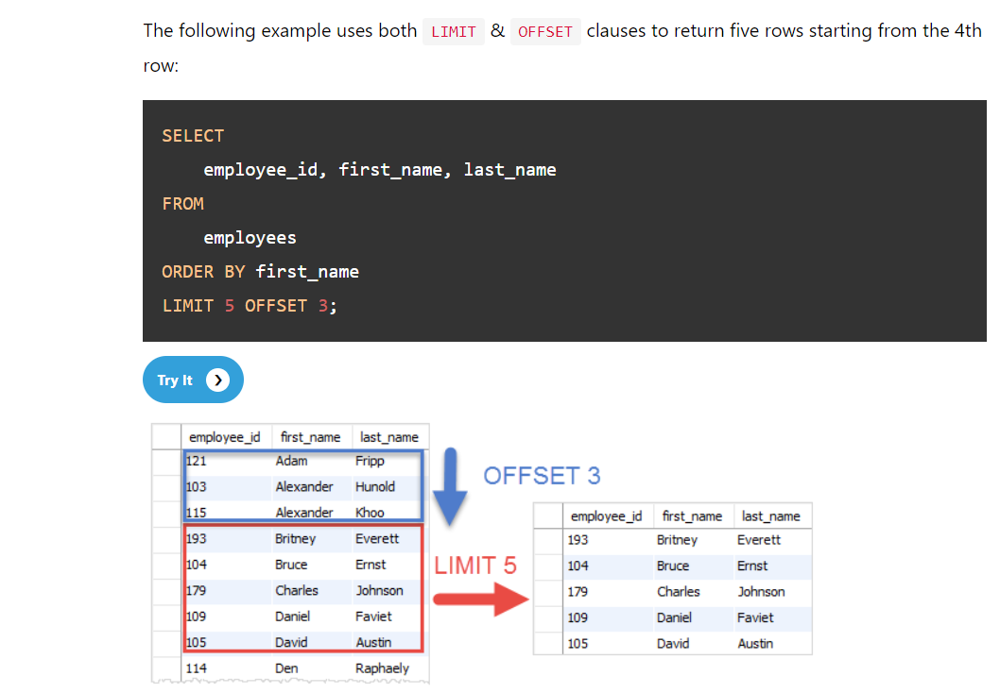 The following example uses both LIMIT & OFFSET clauses to return five rows starting from the 4th
row:
SELECT
employee_id, first_name, last_name
FROM
employees
ORDER BY first_name
LIMIT 5 OFFSET 3;
Try It
employee_id first_name last_name
121 Adam Fripp
103 Alexander Hunold
115 Alexander Khoo
193 Britney Everett
104 Bruce Ernst
179 Charles Johnson
109 Daniel Faviet
105 David Austin
114 Den Raphaely
OFFSET 3
LIMIT 5
employee_id first_name last_name
193 Britney Everett
104 Bruce Ernst
179 Charles Johnson
109 Daniel Faviet
105 David Austin